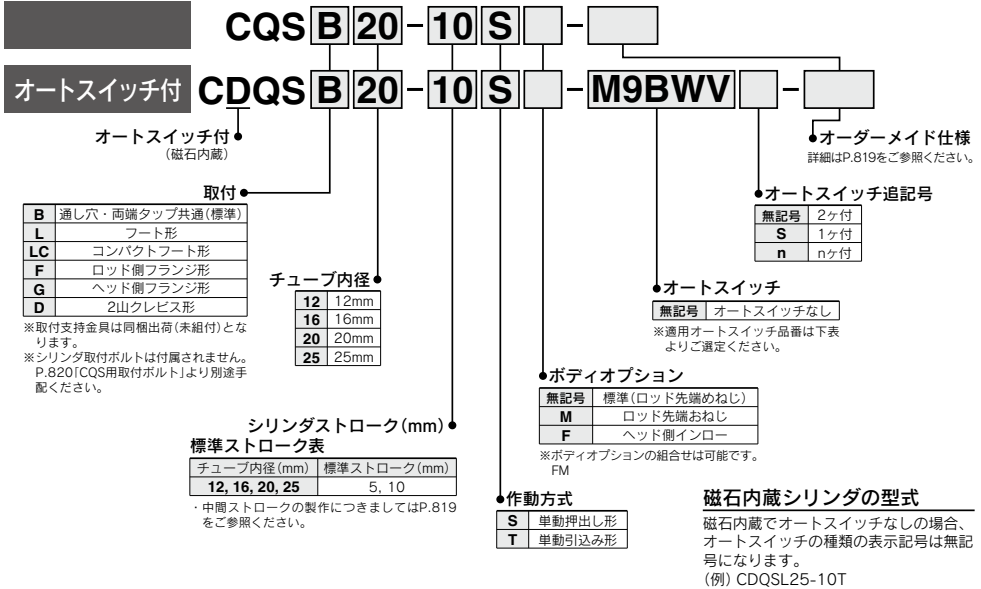 CQS B 20 - 10 S -
オートスイッチ付 CDQS B 20 - 10 S - M9BWV -
オートスイッチ付
(磁石内蔵)
取付
B 通し穴・両端タップ共通(標準)
L フート形
LC コンパクトフート形
F ロッド側フランジ形
G ヘッド側フランジ形
D 2山クレビス形
※取付支持金具は同梱出荷(未組付)とな
ります。
※シリンダ取付ボルトは付属されません。
P.820「CQS用取付ボルト」より別途手
配ください。
チューブ内径
12 12mm
16 16mm
20 20mm
25 25mm
シリンダストローク(mm)
標準ストローク表
チューブ内径(mm) 標準ストローク(mm)
12, 16, 20, 25 5, 10
・中間ストロークの製作につきましてはP.819
をご参照ください。
作動方式
S 単動押出し形
T 単動引込み形
ボディオプション
無記号 標準(ロッド先端めねじ)
M ロッド先端おねじ
F ヘッド側インロー
※ボディオプションの組合せは可能です。
FM
オートスイッチ
無記号 オートスイッチなし
※適用オートスイッチ品番は下表
よりご選定ください。
オートスイッチ追記号
無記号 2ヶ付
S 1ヶ付
n nヶ付
オーダーメイド仕様
詳細はP.819をご参照ください。
磁石内蔵シリンダの型式
磁石内蔵でオートスイッチなしの場合、
オートスイッチの種類の表示記号は無記
号になります。
(例) CDQSL25-10T